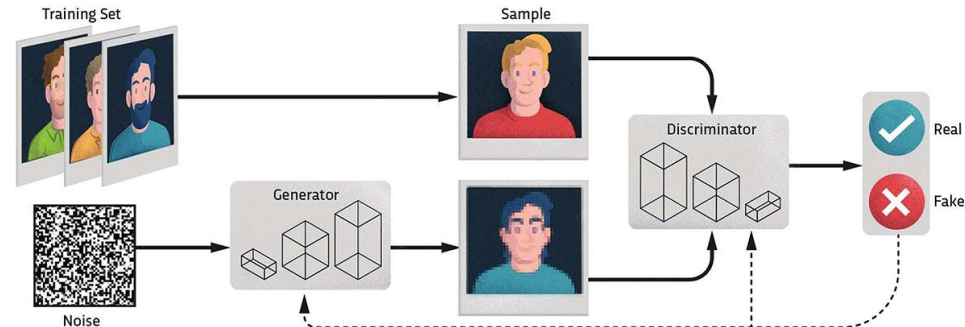 Training Set
Sample
Discriminator
Real
Generator
Fake
Noise